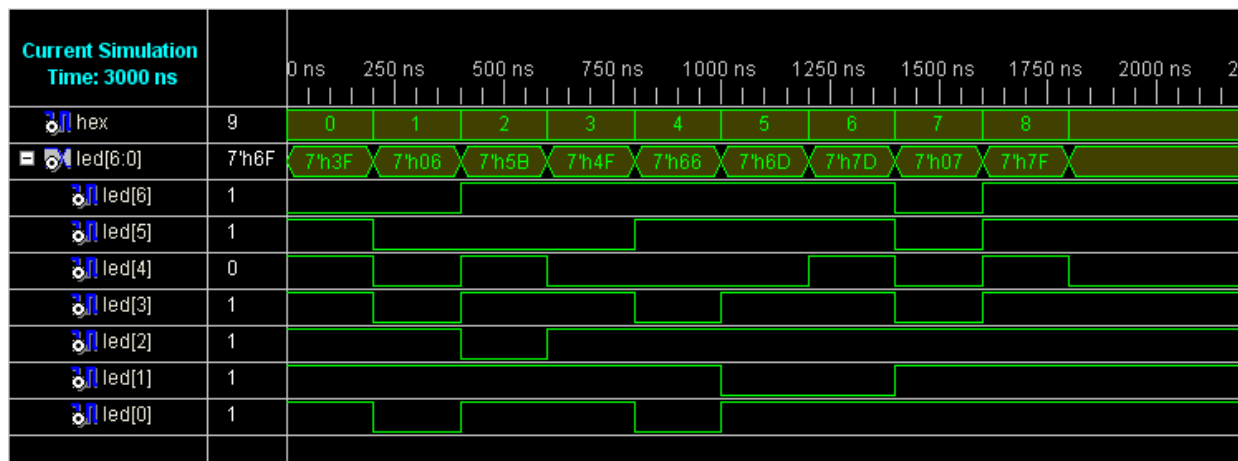 Current Simulation
Time: 3000 ns
0 ns 250 ns 500 ns 750 ns 1000 ns 1250 ns 1500 ns 1750 ns 2000 ns 2
hex 9 0 1 2 3 4 5 6 7 8
led[6:0] 7'h6F 7'h3F 7'h06 7'h5B 7'h4F 7'h66 7'h6D 7'h7D 7'h07 7'h7F
led[6] 1
led[5] 1
led[4] 0
led[3] 1
led[2] 1
led[1] 1
led[0] 1